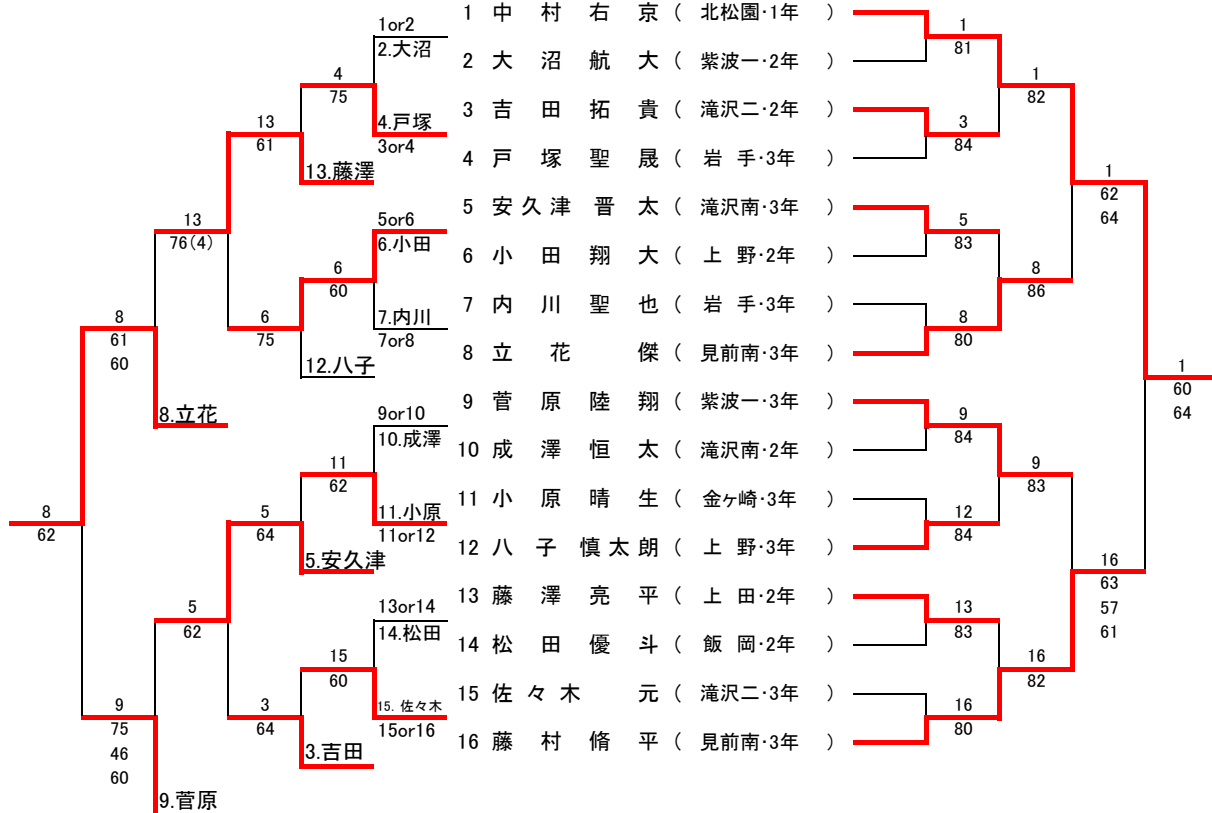 1 中村右京 ( 北松園・1年 )
2 大沼航大 ( 紫波一・2年 )
3 吉田拓貴 ( 滝沢二・2年 )
4 戸塚聖晟 ( 岩手・3年 )
5 安久津晋太 ( 滝沢南・3年 )
6 小田翔大 ( 上野・2年 )
7 内川聖也 ( 岩手・3年 )
8 立花傑 ( 見前南・3年 )
9 菅原陸翔 ( 紫波一・3年 )
10 成澤恒太 ( 滝沢南・2年 )
11 小原晴生 ( 金ヶ崎・3年 )
12 八子慎太朗 ( 上野・3年 )
13 藤澤亮平 ( 上田・2年 )
14 松田優斗 ( 飯岡・2年 )
15 佐々木元 ( 滝沢二・3年 )
16 藤村脩平 ( 見前南・3年 )
1
81
3
84
5
83
8
80
9
84
12
84
13
83
16
80
1
82
8
86
9
83
16
82
1
62
64
16
63
57
61
1
60
64
1or2
2.大沼
4.戸塚
3or4
5or6
6.小田
7.内川
7or8
9or10
10.成澤
11.小原
11or12
13or14
14.松田
15.佐々木
15or16
4
75
13.藤澤
6
60
12.八子
11
62
5.安久津
15
60
3.吉田
13
61
6
75
5
64
3
64
13
76(4)
8.立花
5
62
9.菅原
8
61
60
9
75
46
60
8
62